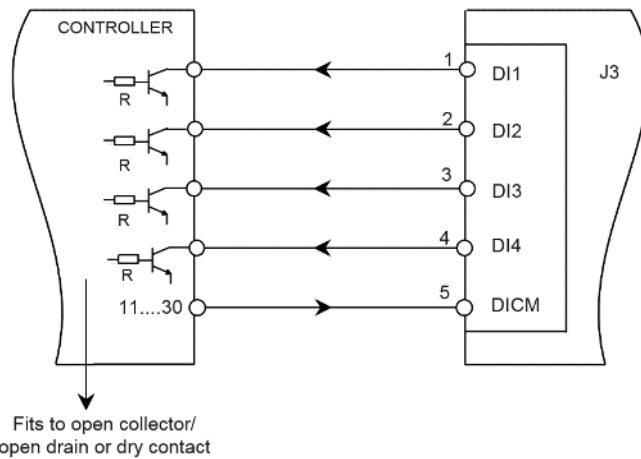 CONTROLLER
1
DI1
J3
R
2
DI2
R
3
DI3
R
4
DI4
R
11....30
5
DICM
Fits to open collector/
open drain or dry contact